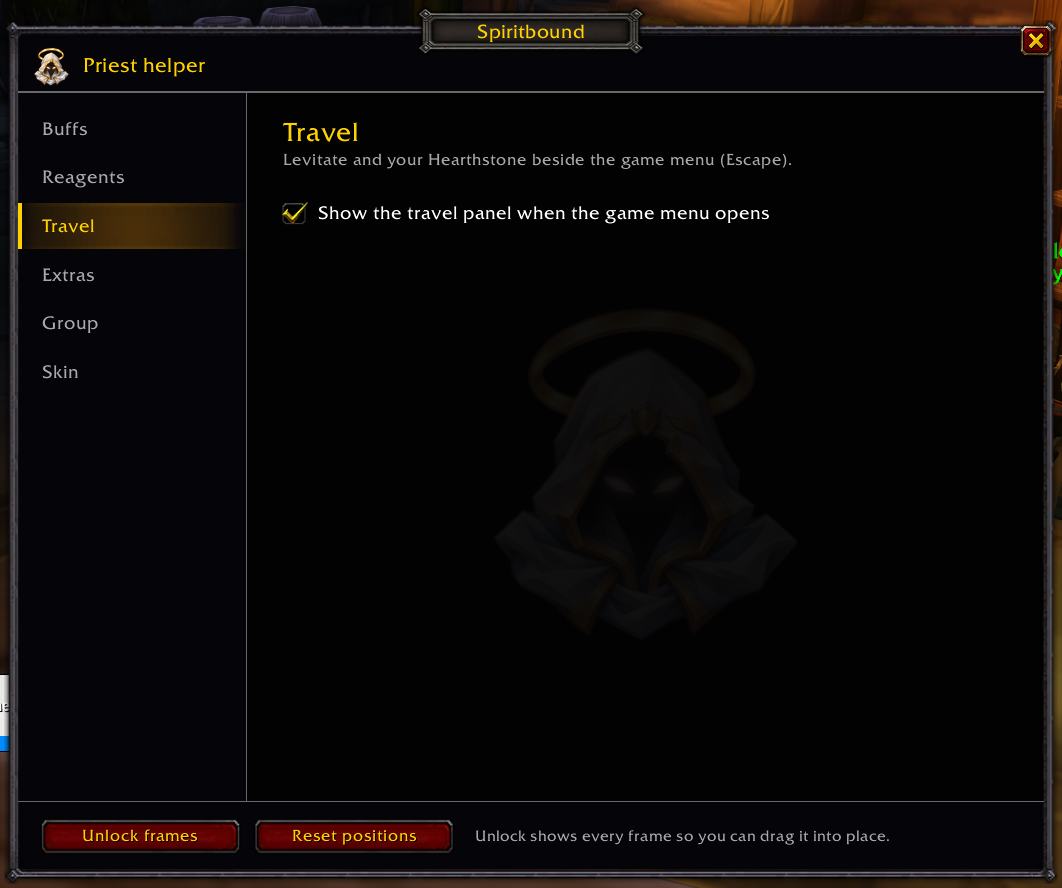 Spiritbound
Priest helper
Buffs
Reagents
Travel
Extras
Group
Skin
Travel
Levitate and your Hearthstone beside the game menu (Escape).
Show the travel panel when the game menu opens
Unlock frames
Reset positions
Unlock shows every frame so you can drag it into place.